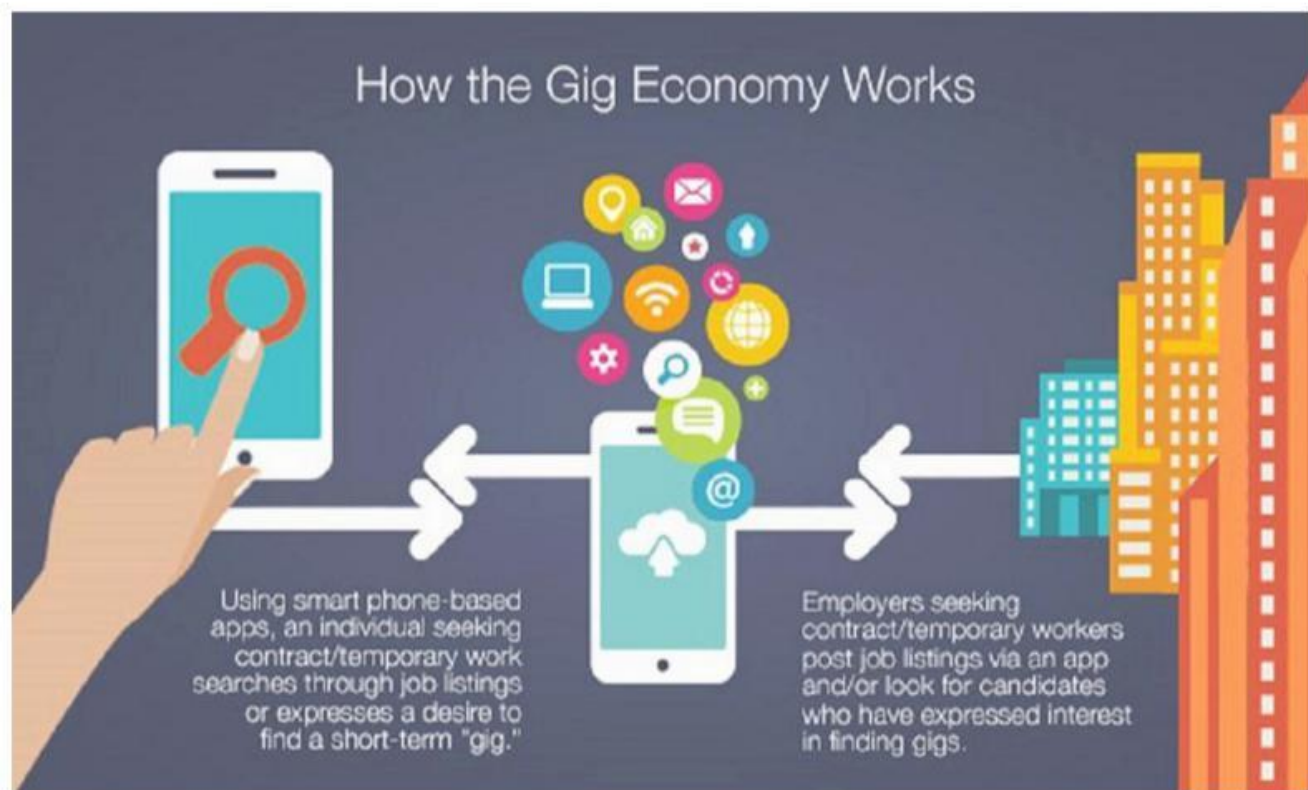 How the Gig Economy Works
@
Using smart phone-based
apps, an individual seeking
contract/temporary work
searches through job listings
or expresses a desire to
find a short-term "gig."
Employers seeking
contract/temporary workers
post job listings via an app
and/or look for candidates
who have expressed interest
in finding gigs.